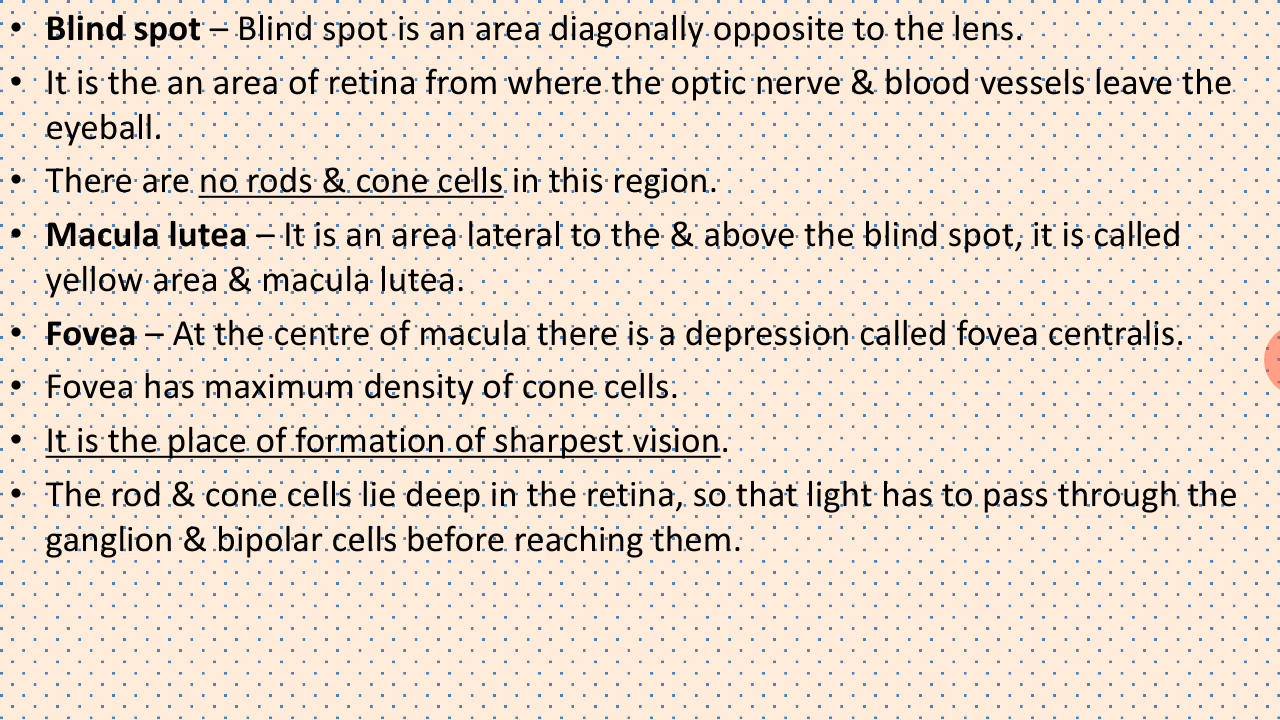 • Blind spot – Blind spot is an area diagonally opposite to the lens.
• It is the an area of retina from where the optic nerve & blood vessels leave the
eyeball.
• There are no rods & cone cells in this region.
• Macula lutea – It is an area lateral to the & above the blind spot, it is called
yellow area & macula lutea.
• Fovea – At the centre of macula there is a depression called fovea centralis.
• Fovea has maximum density of cone cells.
• It is the place of formation of sharpest vision.
• The rod & cone cells lie deep in the retina, so that light has to pass through the
ganglion & bipolar cells before reaching them.